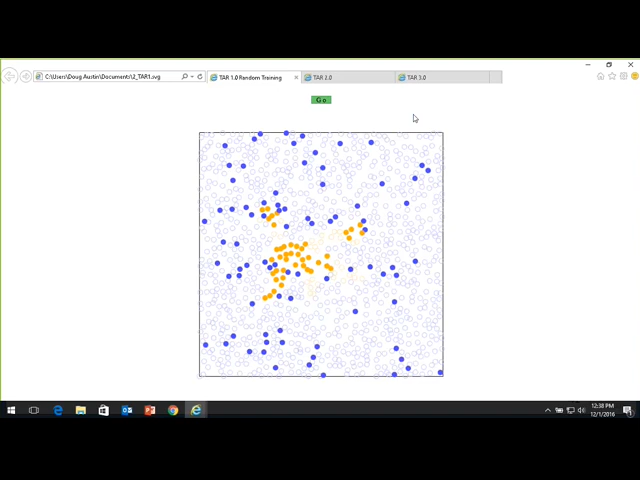 C:\Users\Doug Austin\Documents\2_TAR1.svg
TAR 1.0 Random Training
TAR 2.0
TAR 3.0
Go
12:38 PM
12/1/2016